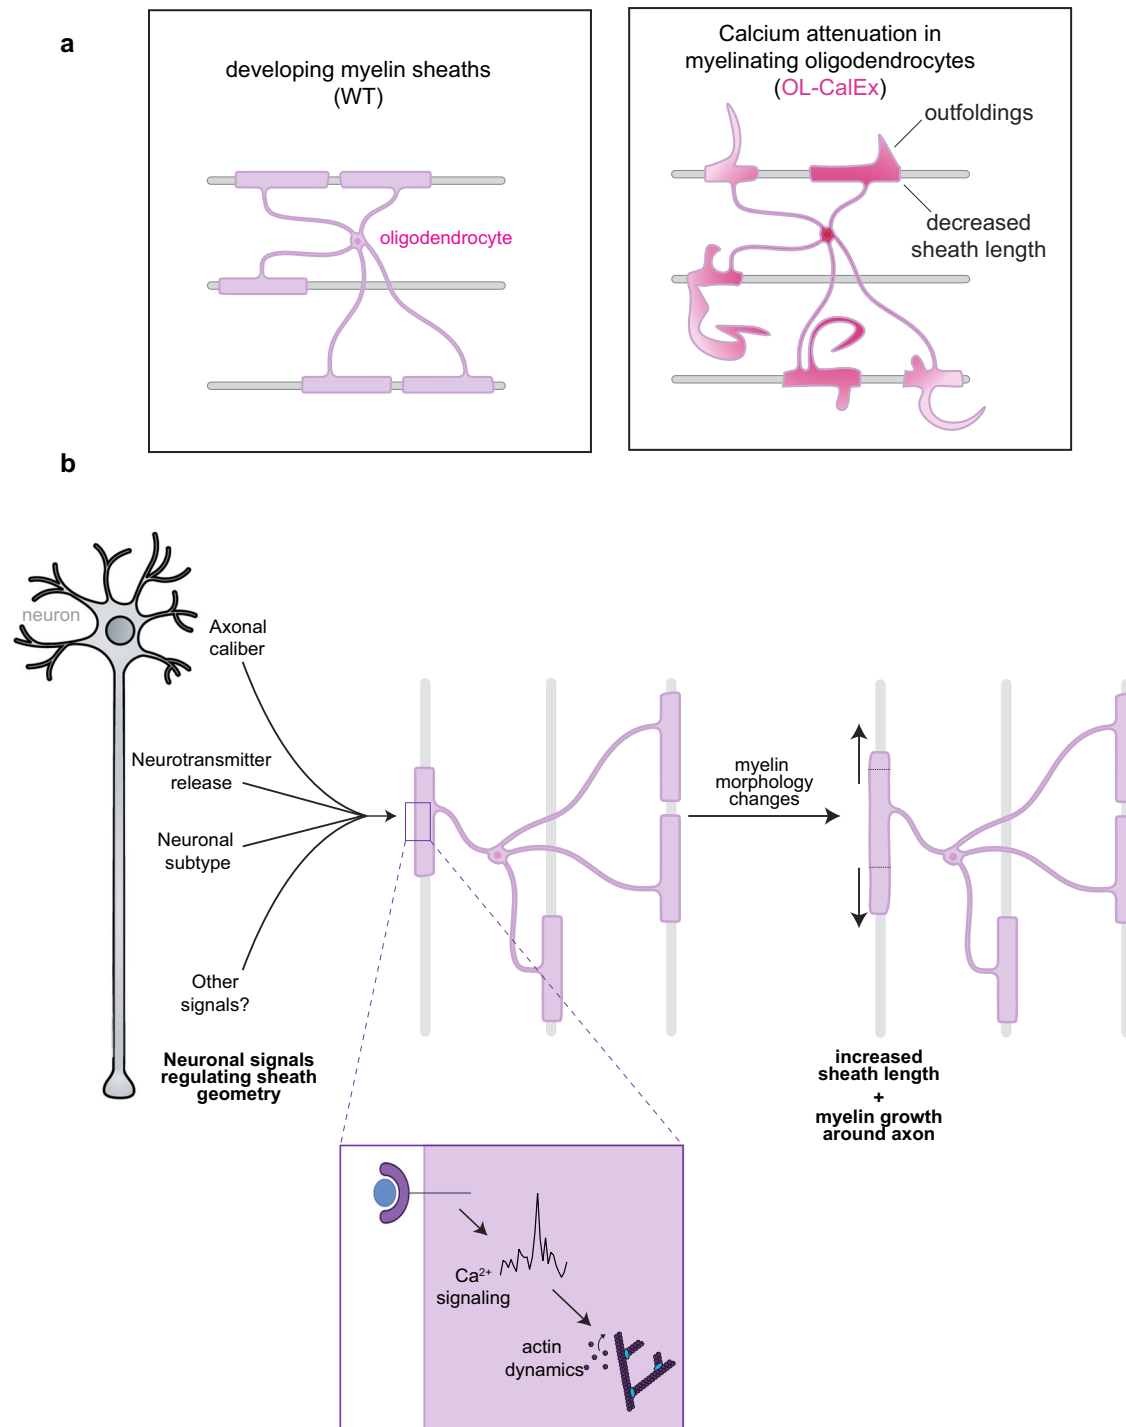 a
developing myelin sheaths
(WT)
oligodendrocyte
Calcium attenuation in
myelinating oligodendrocytes
(OL-CalEx)
outfoldings
decreased
sheath length
b
neuron
Axonal
caliber
Neurotransmitter
release
Neuronal
subtype
Other
signals?
Neuronal signals
regulating sheath
geometry
myelin
morphology
changes
increased
sheath length
+
myelin growth
around axon
Ca²⁺
signaling
actin
dynamics